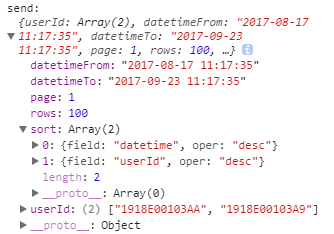 send:
{userId: Array(2), datetimeFrom: "2017-08-17
▼11:17:35", datetimeTo: "2017-09-23
11:17:35", page: 1, rows: 100, …} i
datetimeFrom: "2017-08-17 11:17:35"
datetimeTo: "2017-09-23 11:17:35"
page: 1
rows: 100
▼ sort: Array(2)
▶ 0: {field: "datetime", oper: "desc"}
▶ 1: {field: "userId", oper: "desc"}
length: 2
▶ __proto__: Array(0)
▶ userId: (2) ["1918E00103AA", "1918E00103A9"]
▶ __proto__: Object